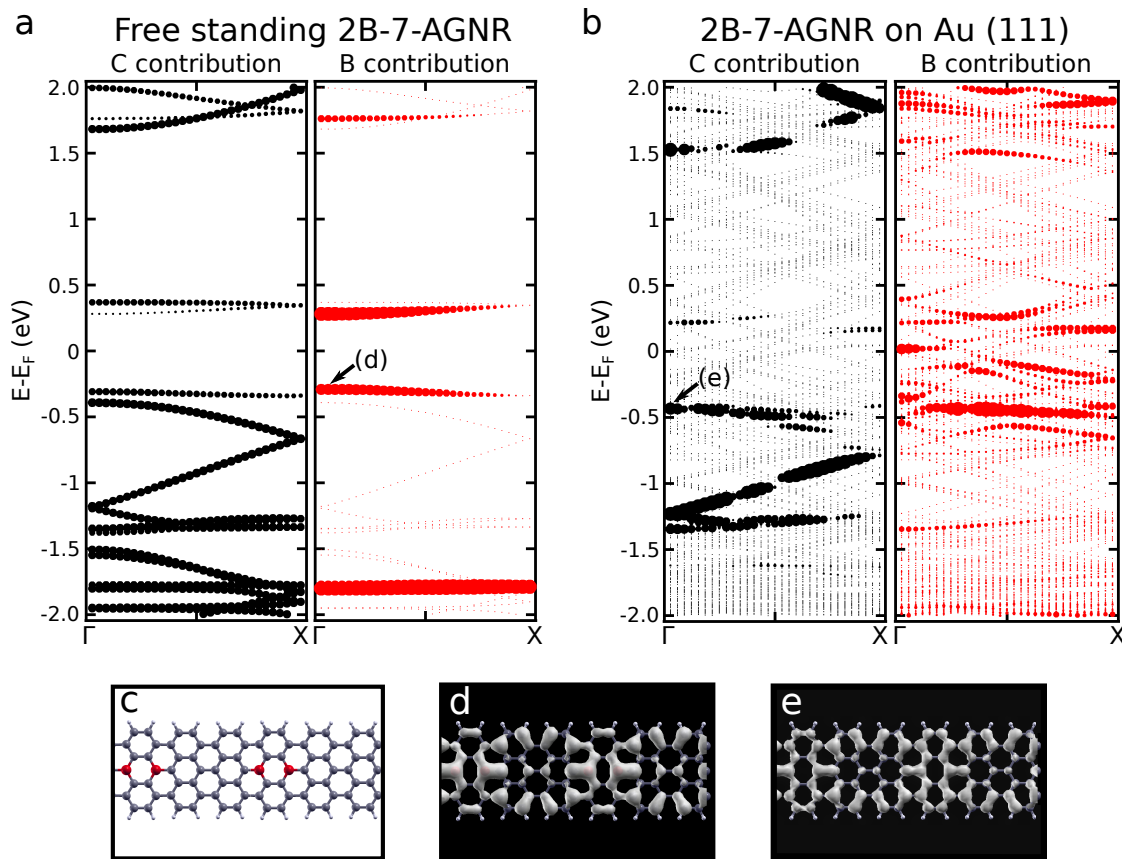 a Free standing 2B-7-AGNR
C contribution B contribution
2.0
1.5
1
0.5
0
-0.5
-1
-1.5
-2.0
E-E_F (eV)
(d)
Γ Γ X
b 2B-7-AGNR on Au (111)
C contribution B contribution
2.0
1.5
1
0.5
0
-0.5
-1
-1.5
-2.0
E-E_F (eV)
(e)
Γ X Γ X
c
d
e